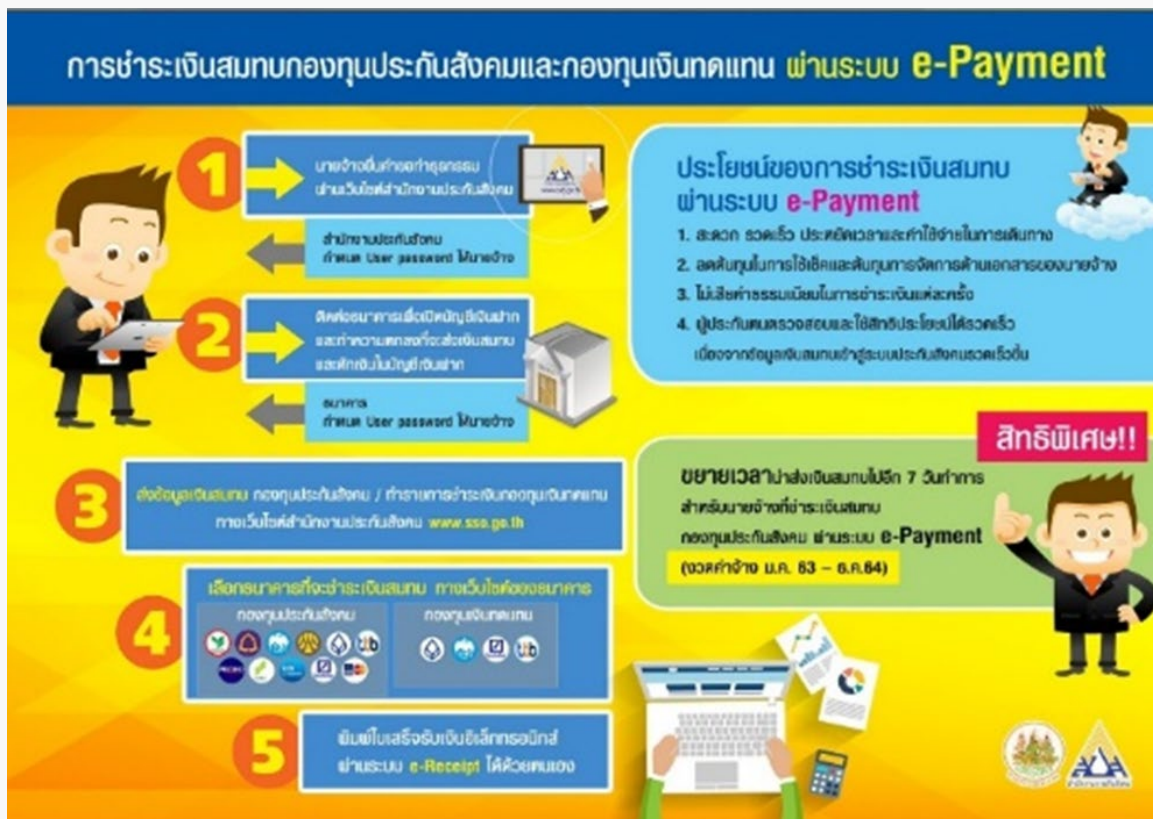 การชำระเงินสมทบกองทุนประกันสังคมและกองทุนเงินทดแทน ผ่านระบบ e-Payment
1
นายจ้างยื่นคำขอทำธุรกรรม
ผ่านเว็บไซต์สำนักงานประกันสังคม
สำนักงานประกันสังคม
กำหนด User password ให้นายจ้าง
2
ติดต่อธนาคารเพื่อเปิดบัญชีเงินฝาก
และทำความตกลงที่จะส่งเงินสมทบ
และหักเงินในบัญชีเงินฝาก
ธนาคาร
กำหนด User password ให้นายจ้าง
3
ส่งข้อมูลเงินสมทบ กองทุนประกันสังคม / ทำรายการชำระเงินกองทุนเงินทดแทน
ทางเว็บไซต์สำนักงานประกันสังคม www.sso.go.th
4
เลือกธนาคารที่จะชำระเงินสมทบ ทางเว็บไซต์ของธนาคาร
กองทุนประกันสังคม
กองทุนเงินทดแทน
5
พิมพ์ใบเสร็จรับเงินอิเล็กทรอนิกส์
ผ่านระบบ e-Receipt ได้ด้วยตนเอง
ประโยชน์ของการชำระเงินสมทบ
ผ่านระบบ e-Payment
1. สะดวก รวดเร็ว ประหยัดเวลาและค่าใช้จ่ายในการเดินทาง
2. ลดต้นทุนในการใช้เช็คและต้นทุนการจัดการด้านเอกสารของนายจ้าง
3. ไม่เสียค่าธรรมเนียมในการชำระเงินแต่ละครั้ง
4. ผู้ประกันตนตรวจสอบและใช้สิทธิประโยชน์ได้รวดเร็ว
เนื่องจากข้อมูลเงินสมทบเข้าสู่ระบบประกันสังคมรวดเร็วขึ้น
สิทธิพิเศษ!!
ขยายเวลานำส่งเงินสมทบไปอีก 7 วันทำการ
สำหรับนายจ้างที่ชำระเงินสมทบ
กองทุนประกันสังคม ผ่านระบบ e-Payment
(งวดค่าจ้าง ม.ค. 63 – ธ.ค.64)
สำนักงานประกันสังคม